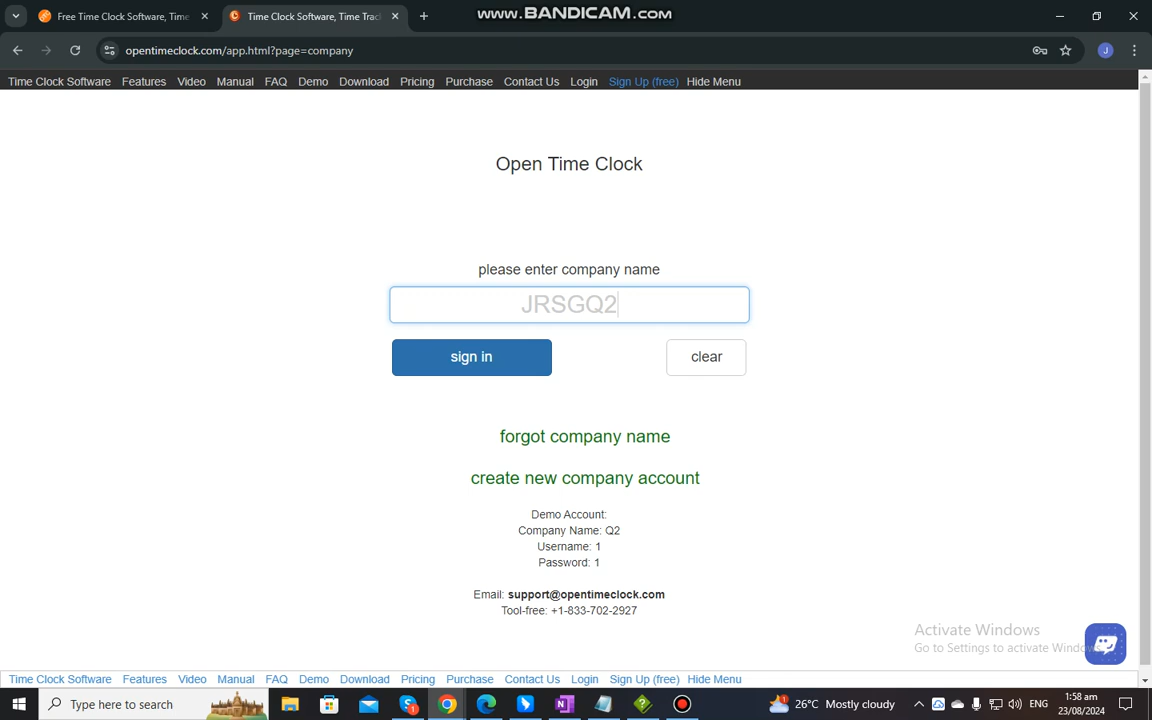 Free Time Clock Software, Time
Time Clock Software, Time Trac
www.BANDICAM.com
opentimeclock.com/app.html?page=company
J
Time Clock Software Features Video Manual FAQ Demo Download Pricing Purchase Contact Us Login Sign Up (free) Hide Menu
Open Time Clock
please enter company name
JRSGQ2
sign in
clear
forgot company name
create new company account
Demo Account:
Company Name: Q2
Username: 1
Password: 1
Email: support@opentimeclock.com
Tool-free: +1-833-702-2927
Activate Windows
Go to Settings to activate Windows.
Time Clock Software Features Video Manual FAQ Demo Download Pricing Purchase Contact Us Login Sign Up (free) Hide Menu
Type here to search
26°C Mostly cloudy
ENG
1:58 am
23/08/2024